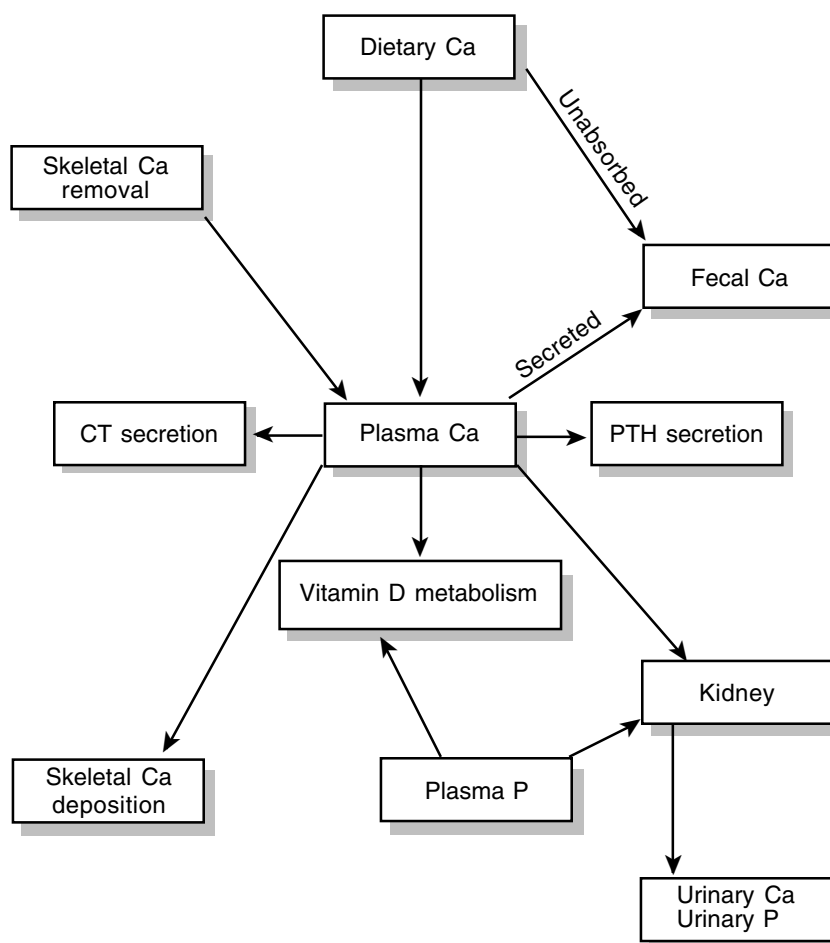 Dietary Ca
Unabsorbed
Skeletal Ca
removal
Fecal Ca
Secreted
CT secretion
Plasma Ca
PTH secretion
Vitamin D metabolism
Kidney
Skeletal Ca
deposition
Plasma P
Urinary Ca
Urinary P